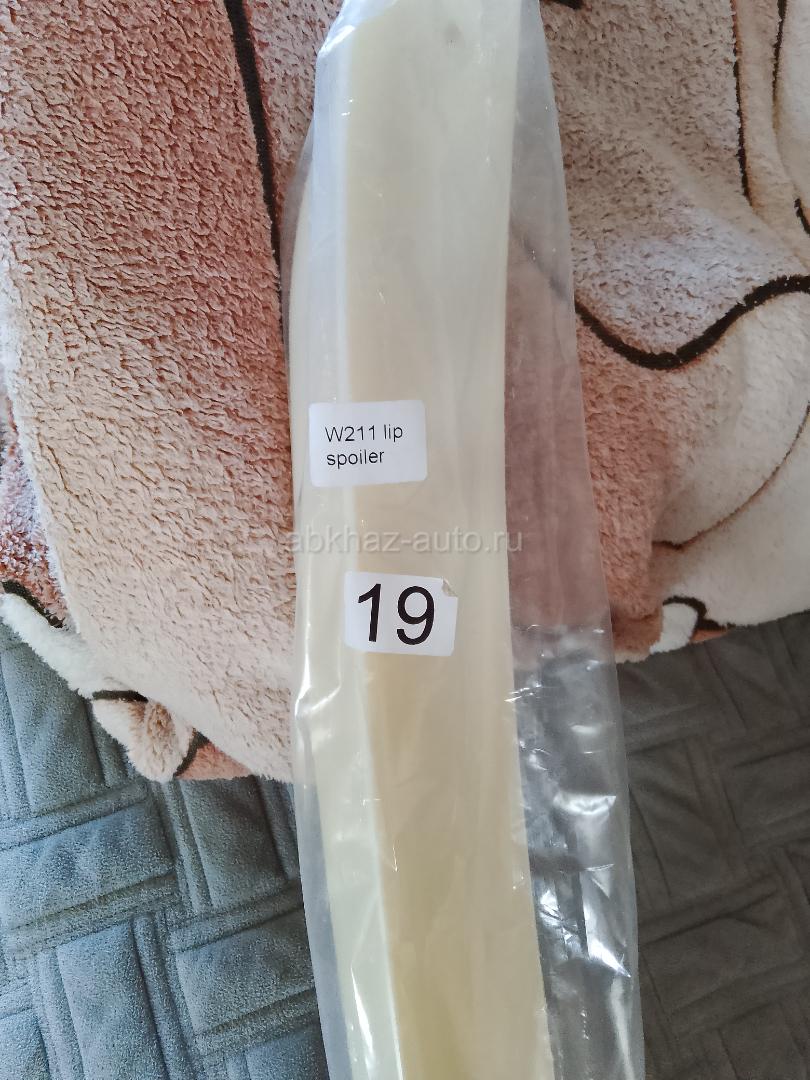 W211 lip
spoiler
abkhaz-auto.ru
19